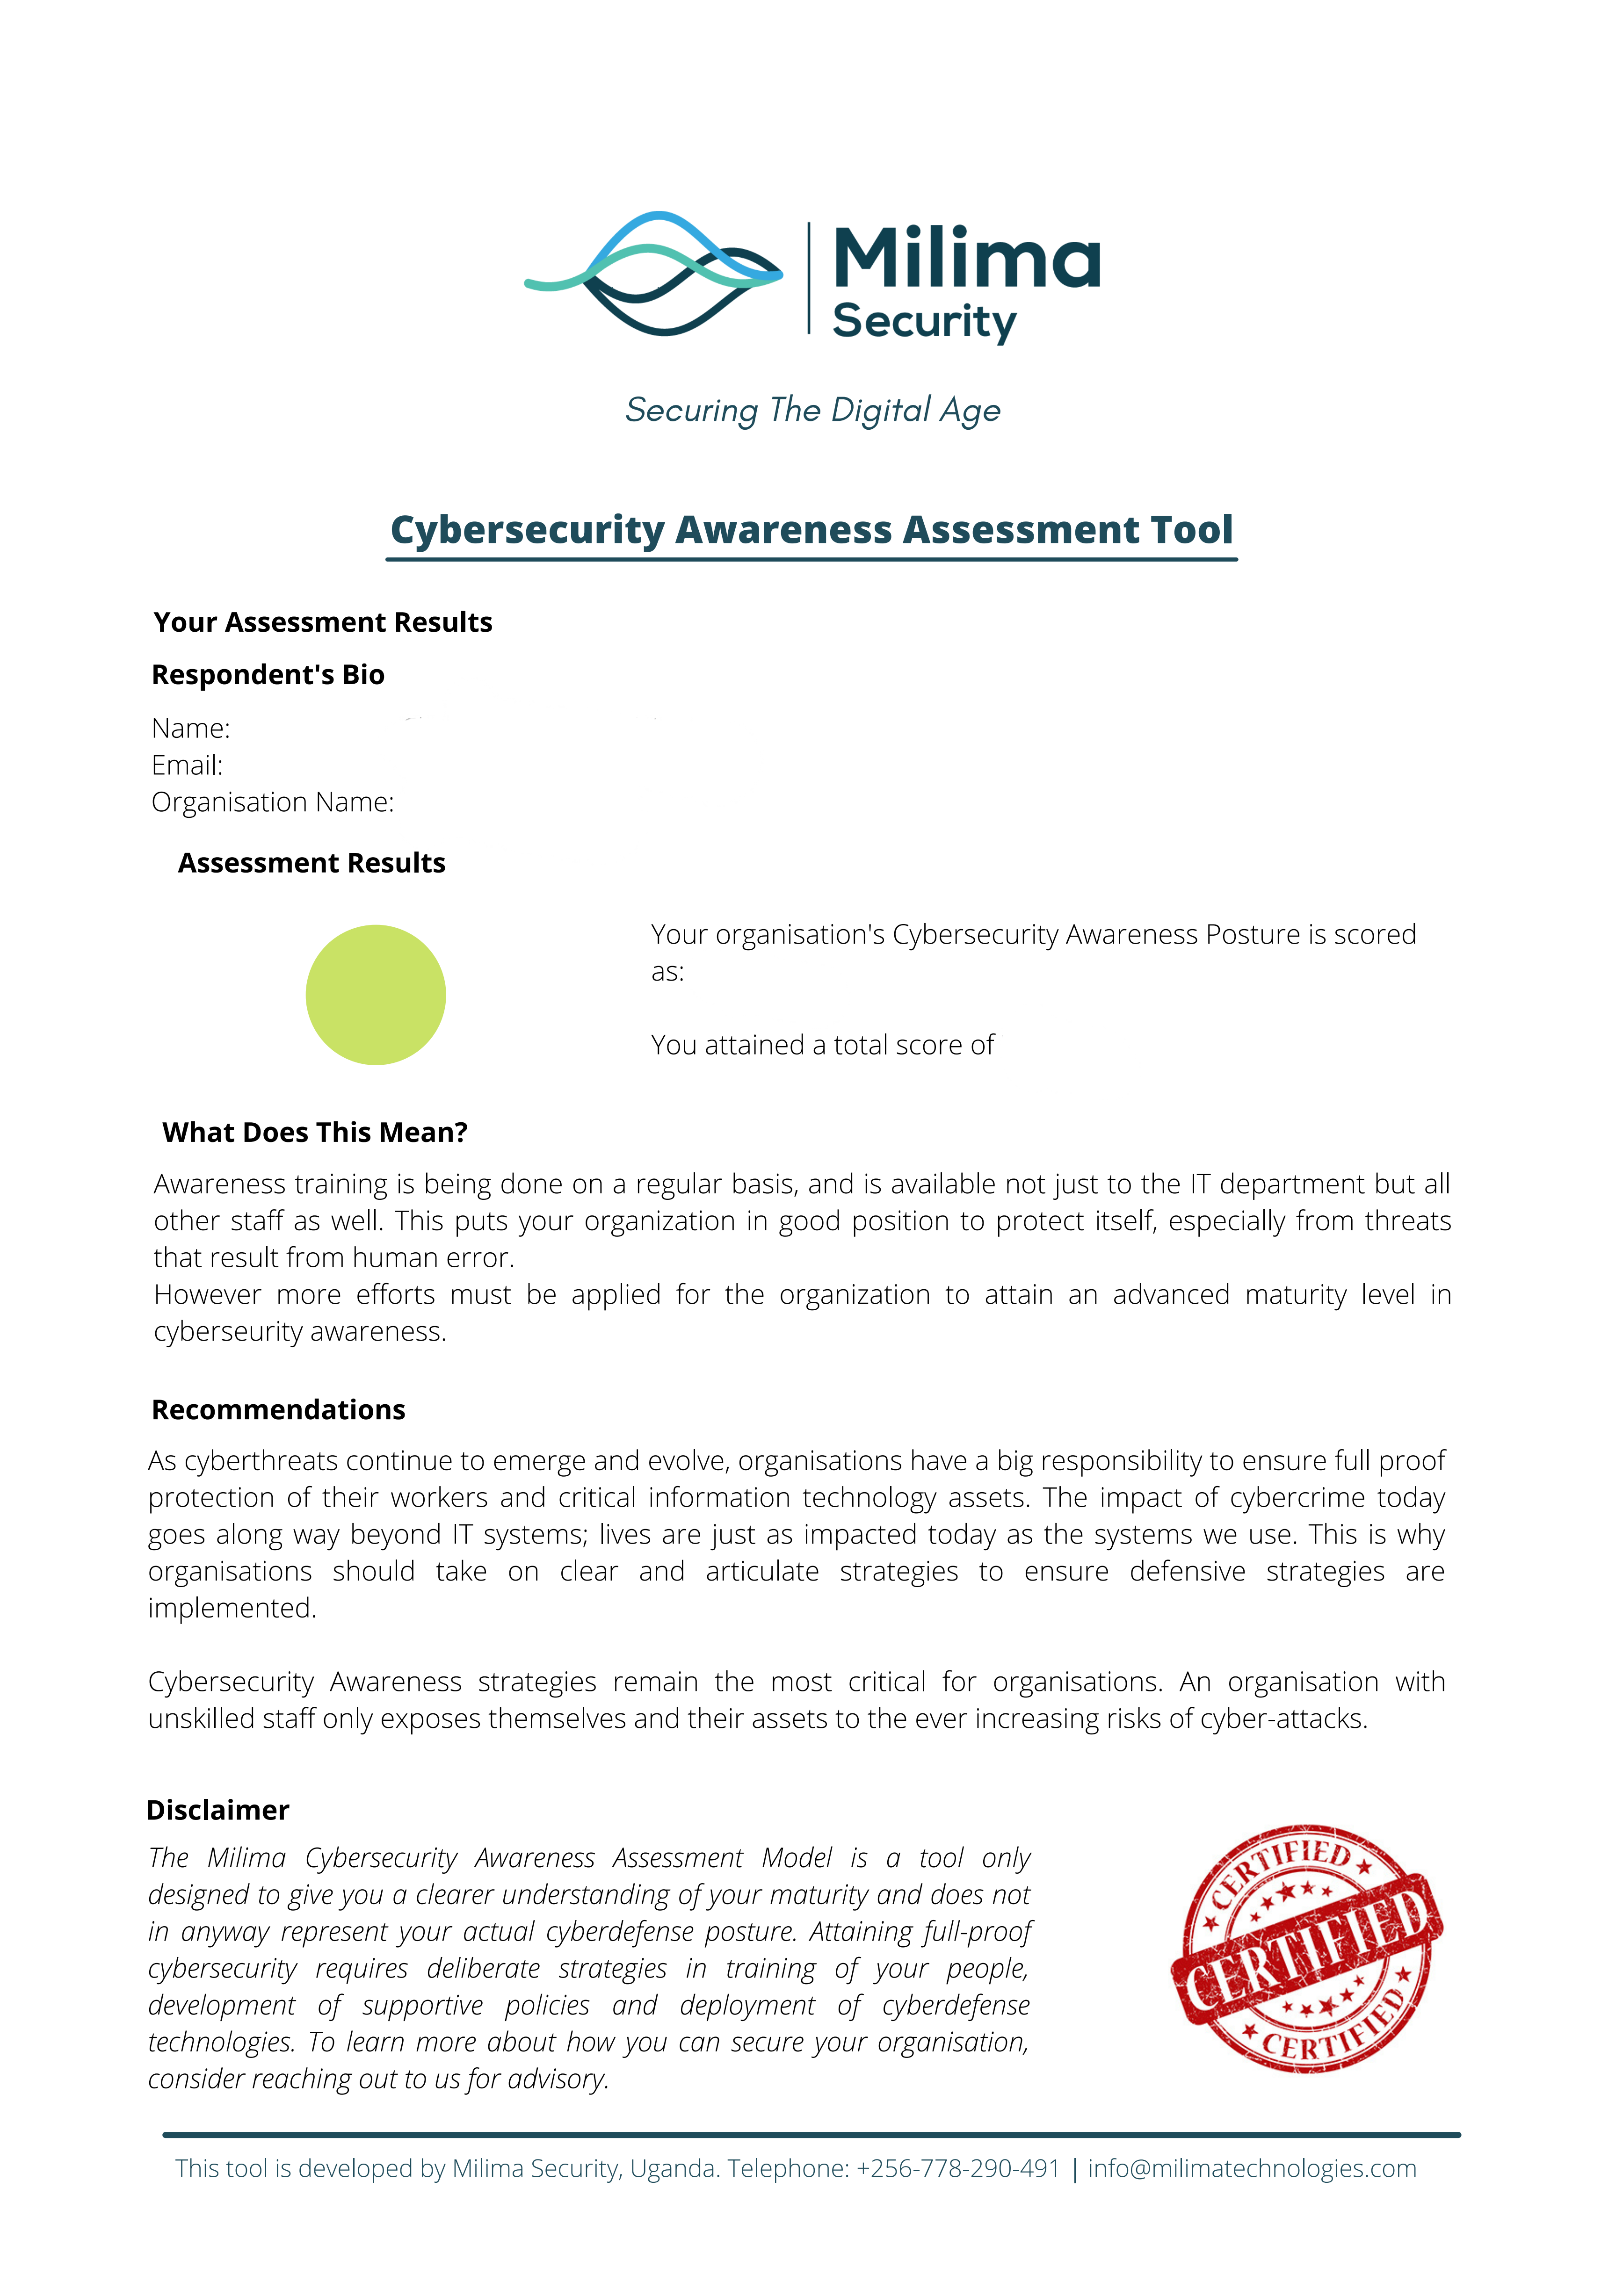 Milima
Security
Securing The Digital Age
Cybersecurity Awareness Assessment Tool
Your Assessment Results
Respondent's Bio
Name:
Email:
Organisation Name:
Assessment Results
Your organisation's Cybersecurity Awareness Posture is scored
as:
You attained a total score of
What Does This Mean?
Awareness training is being done on a regular basis, and is available not just to the IT department but all
other staff as well. This puts your organization in good position to protect itself, especially from threats
that result from human error.
However more efforts must be applied for the organization to attain an advanced maturity level in
cyberseurity awareness.
Recommendations
As cyberthreats continue to emerge and evolve, organisations have a big responsibility to ensure full proof
protection of their workers and critical information technology assets. The impact of cybercrime today
goes along way beyond IT systems; lives are just as impacted today as the systems we use. This is why
organisations should take on clear and articulate strategies to ensure defensive strategies are
implemented.
Cybersecurity Awareness strategies remain the most critical for organisations. An organisation with
unskilled staff only exposes themselves and their assets to the ever increasing risks of cyber-attacks.
Disclaimer
The Milima Cybersecurity Awareness Assessment Model is a tool only
designed to give you a clearer understanding of your maturity and does not
in anyway represent your actual cyberdefense posture. Attaining full-proof
cybersecurity requires deliberate strategies in training of your people,
development of supportive policies and deployment of cyberdefense
technologies. To learn more about how you can secure your organisation,
consider reaching out to us for advisory.
CERTIFIED
CERTIFIED
CERTIFIED
This tool is developed by Milima Security, Uganda. Telephone: +256-778-290-491 | info@milimatechnologies.com